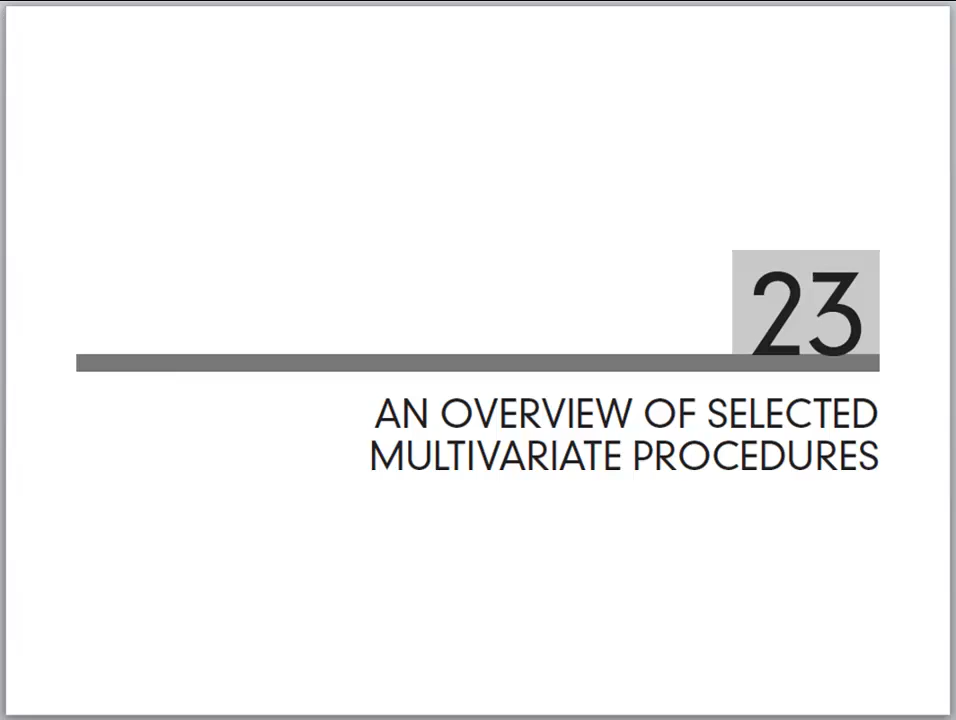 23
AN OVERVIEW OF SELECTED
MULTIVARIATE PROCEDURES